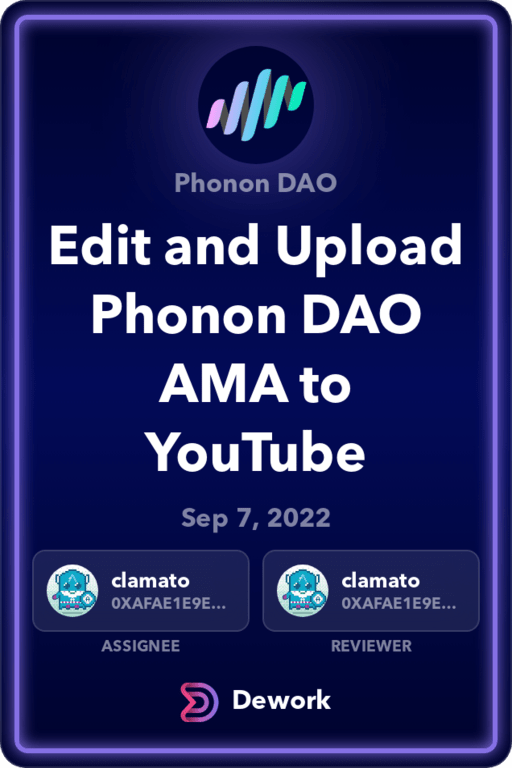 Phonon DAO
Edit and Upload
Phonon DAO
AMA to
YouTube
Sep 7, 2022
clamato
0XAFAE1E9E...
ASSIGNEE
clamato
0XAFAE1E9E...
REVIEWER
Dework